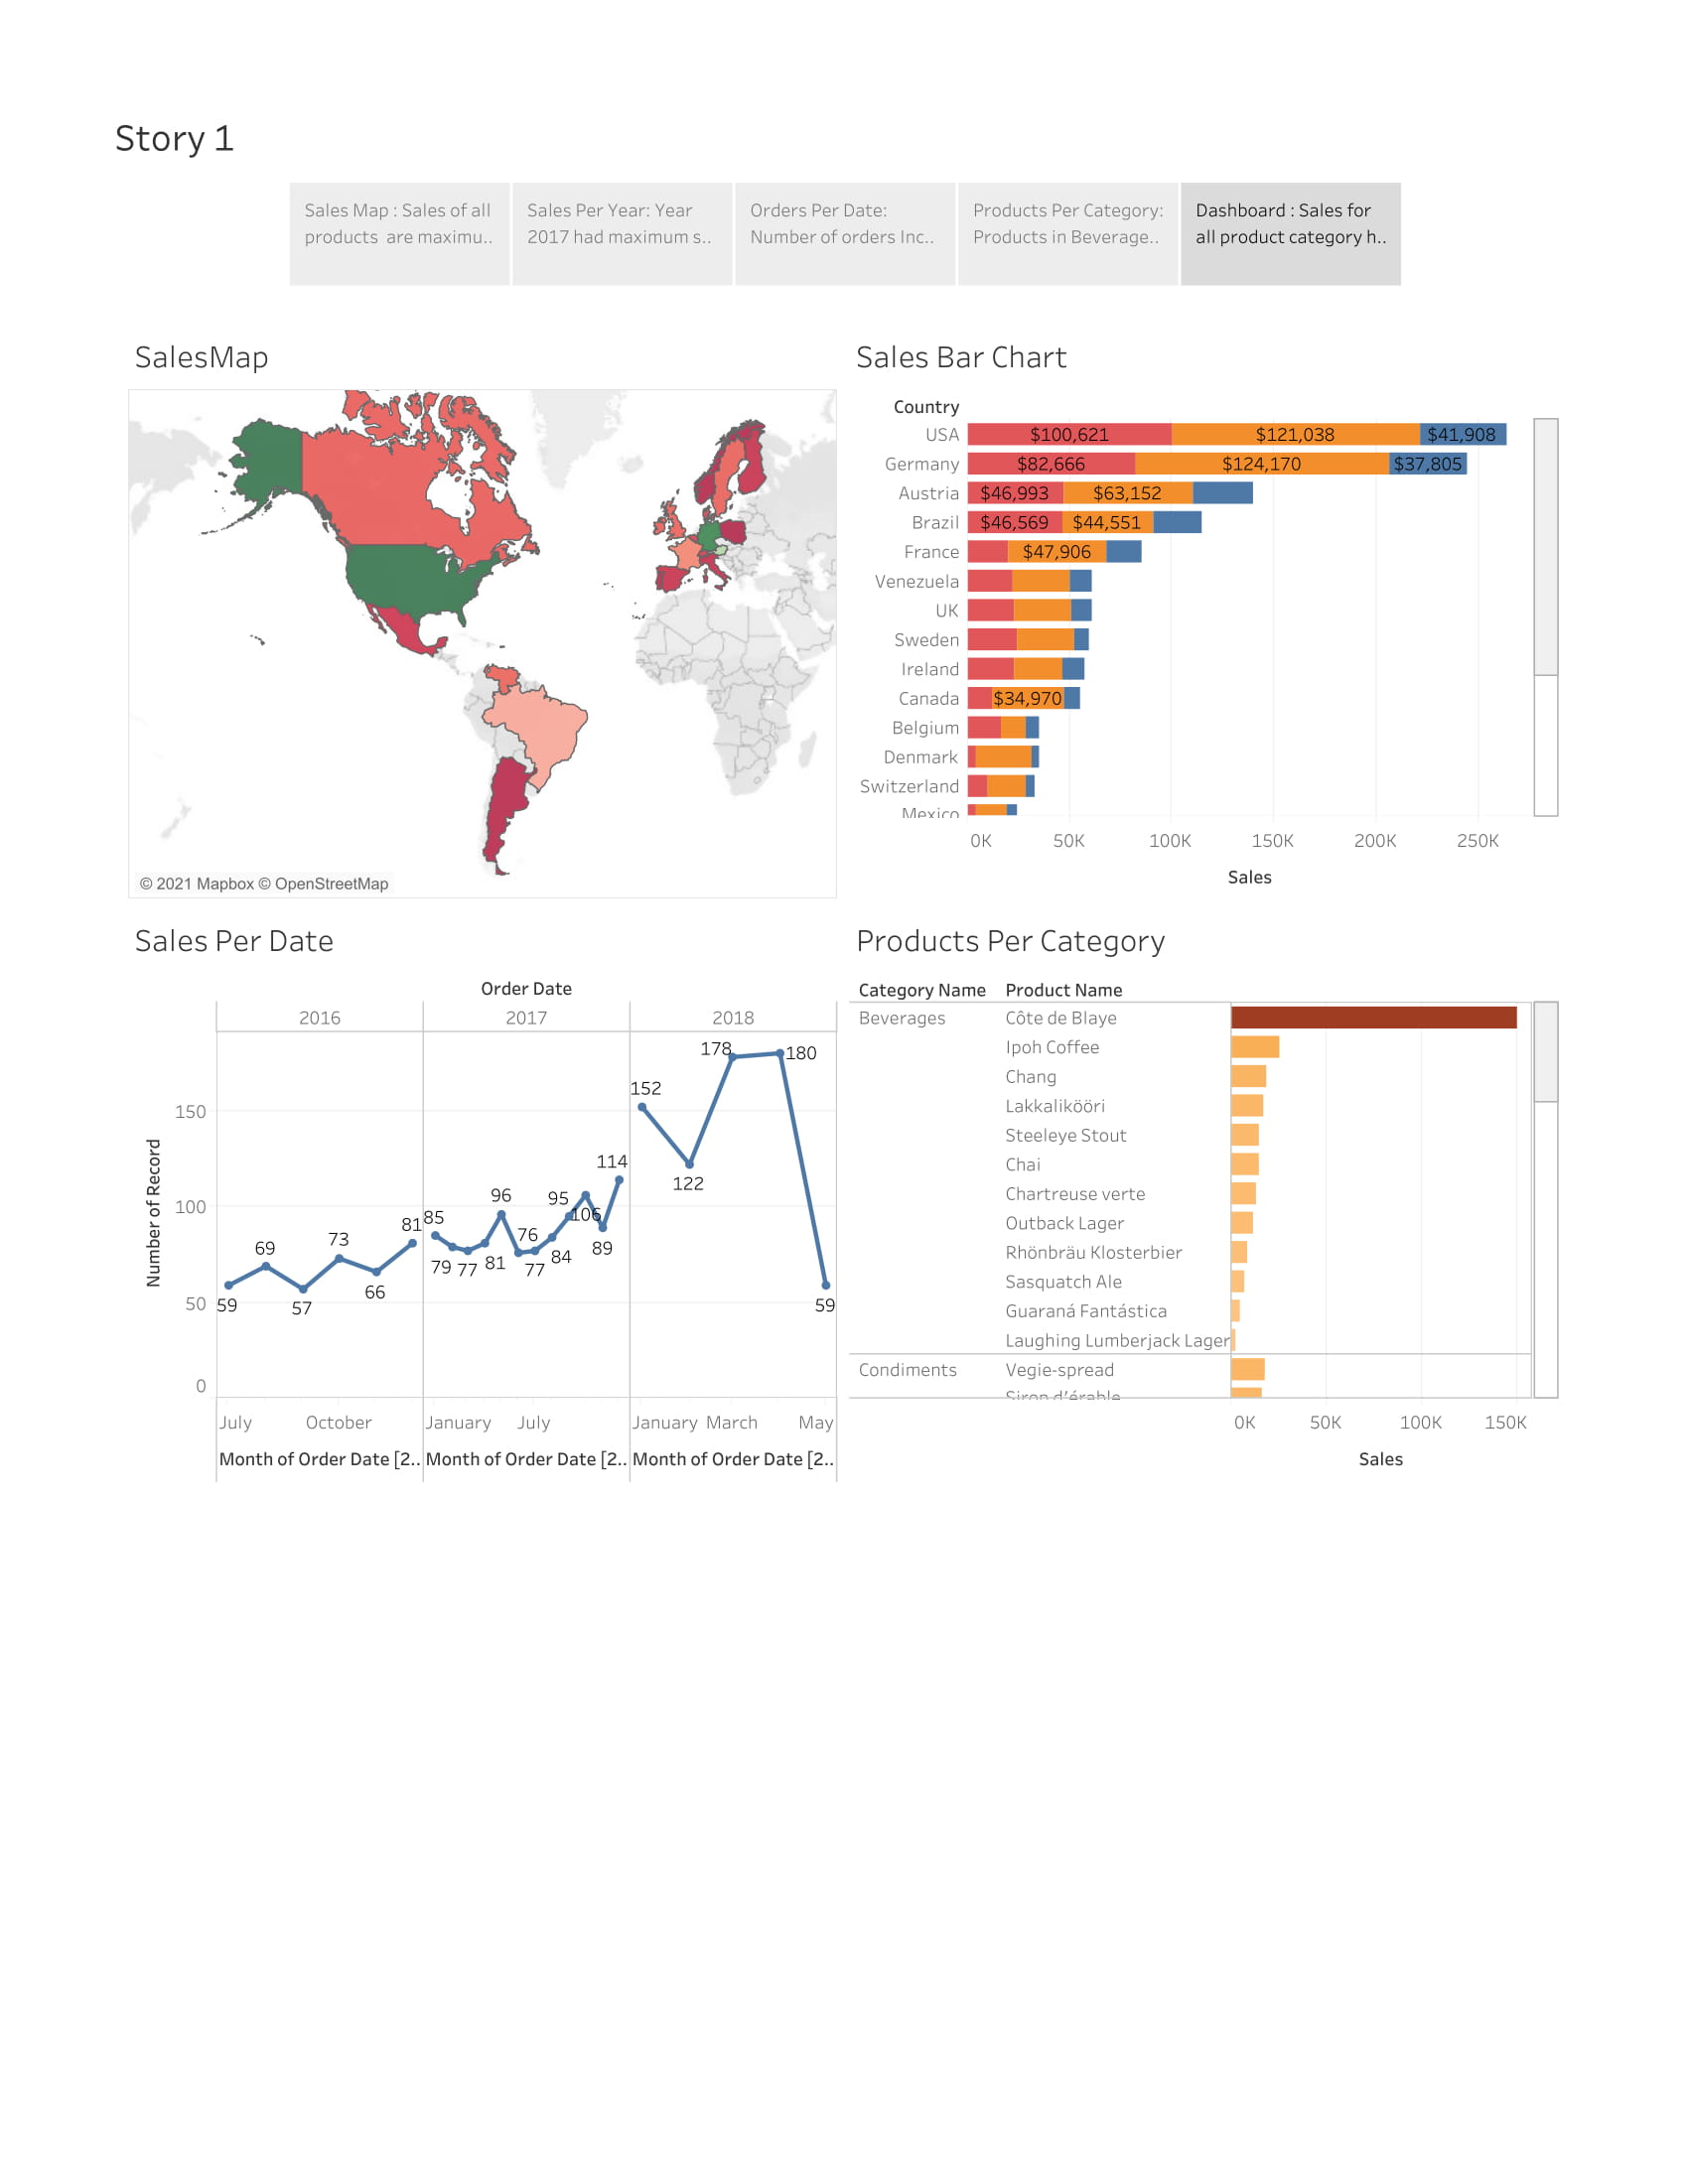 Story 1
Sales Map : Sales of all
products  are maximu..
Sales Per Year: Year
2017 had maximum s..
Orders Per Date:
Number of orders Inc..
Products Per Category:
Products in Beverage..
Dashboard : Sales for
all product category h..
SalesMap
© 2021 Mapbox © OpenStreetMap
Sales Bar Chart
Country
USA $100,621 $121,038 $41,908
Germany $82,666 $124,170 $37,805
Austria $46,993 $63,152
Brazil $46,569 $44,551
France $47,906
Venezuela
UK
Sweden
Ireland
Canada $34,970
Belgium
Denmark
Switzerland
Mexico
0K 50K 100K 150K 200K 250K
Sales
Sales Per Date
Order Date
2016 2017 2018
Number of Record
150
100
50
0
59 69 57 73 66 81
85 79 77 81 96 76 77 84 95 106 89 114
152 122 178 180 59
July October January July January March May
Month of Order Date [2.. Month of Order Date [2.. Month of Order Date [2..
Products Per Category
Category Name Product Name
Beverages Côte de Blaye
Ipoh Coffee
Chang
Lakkalikööri
Steeleye Stout
Chai
Chartreuse verte
Outback Lager
Rhönbräu Klosterbier
Sasquatch Ale
Guaraná Fantástica
Laughing Lumberjack Lager
Condiments Vegie-spread
Sirop d'érable
0K 50K 100K 150K
Sales